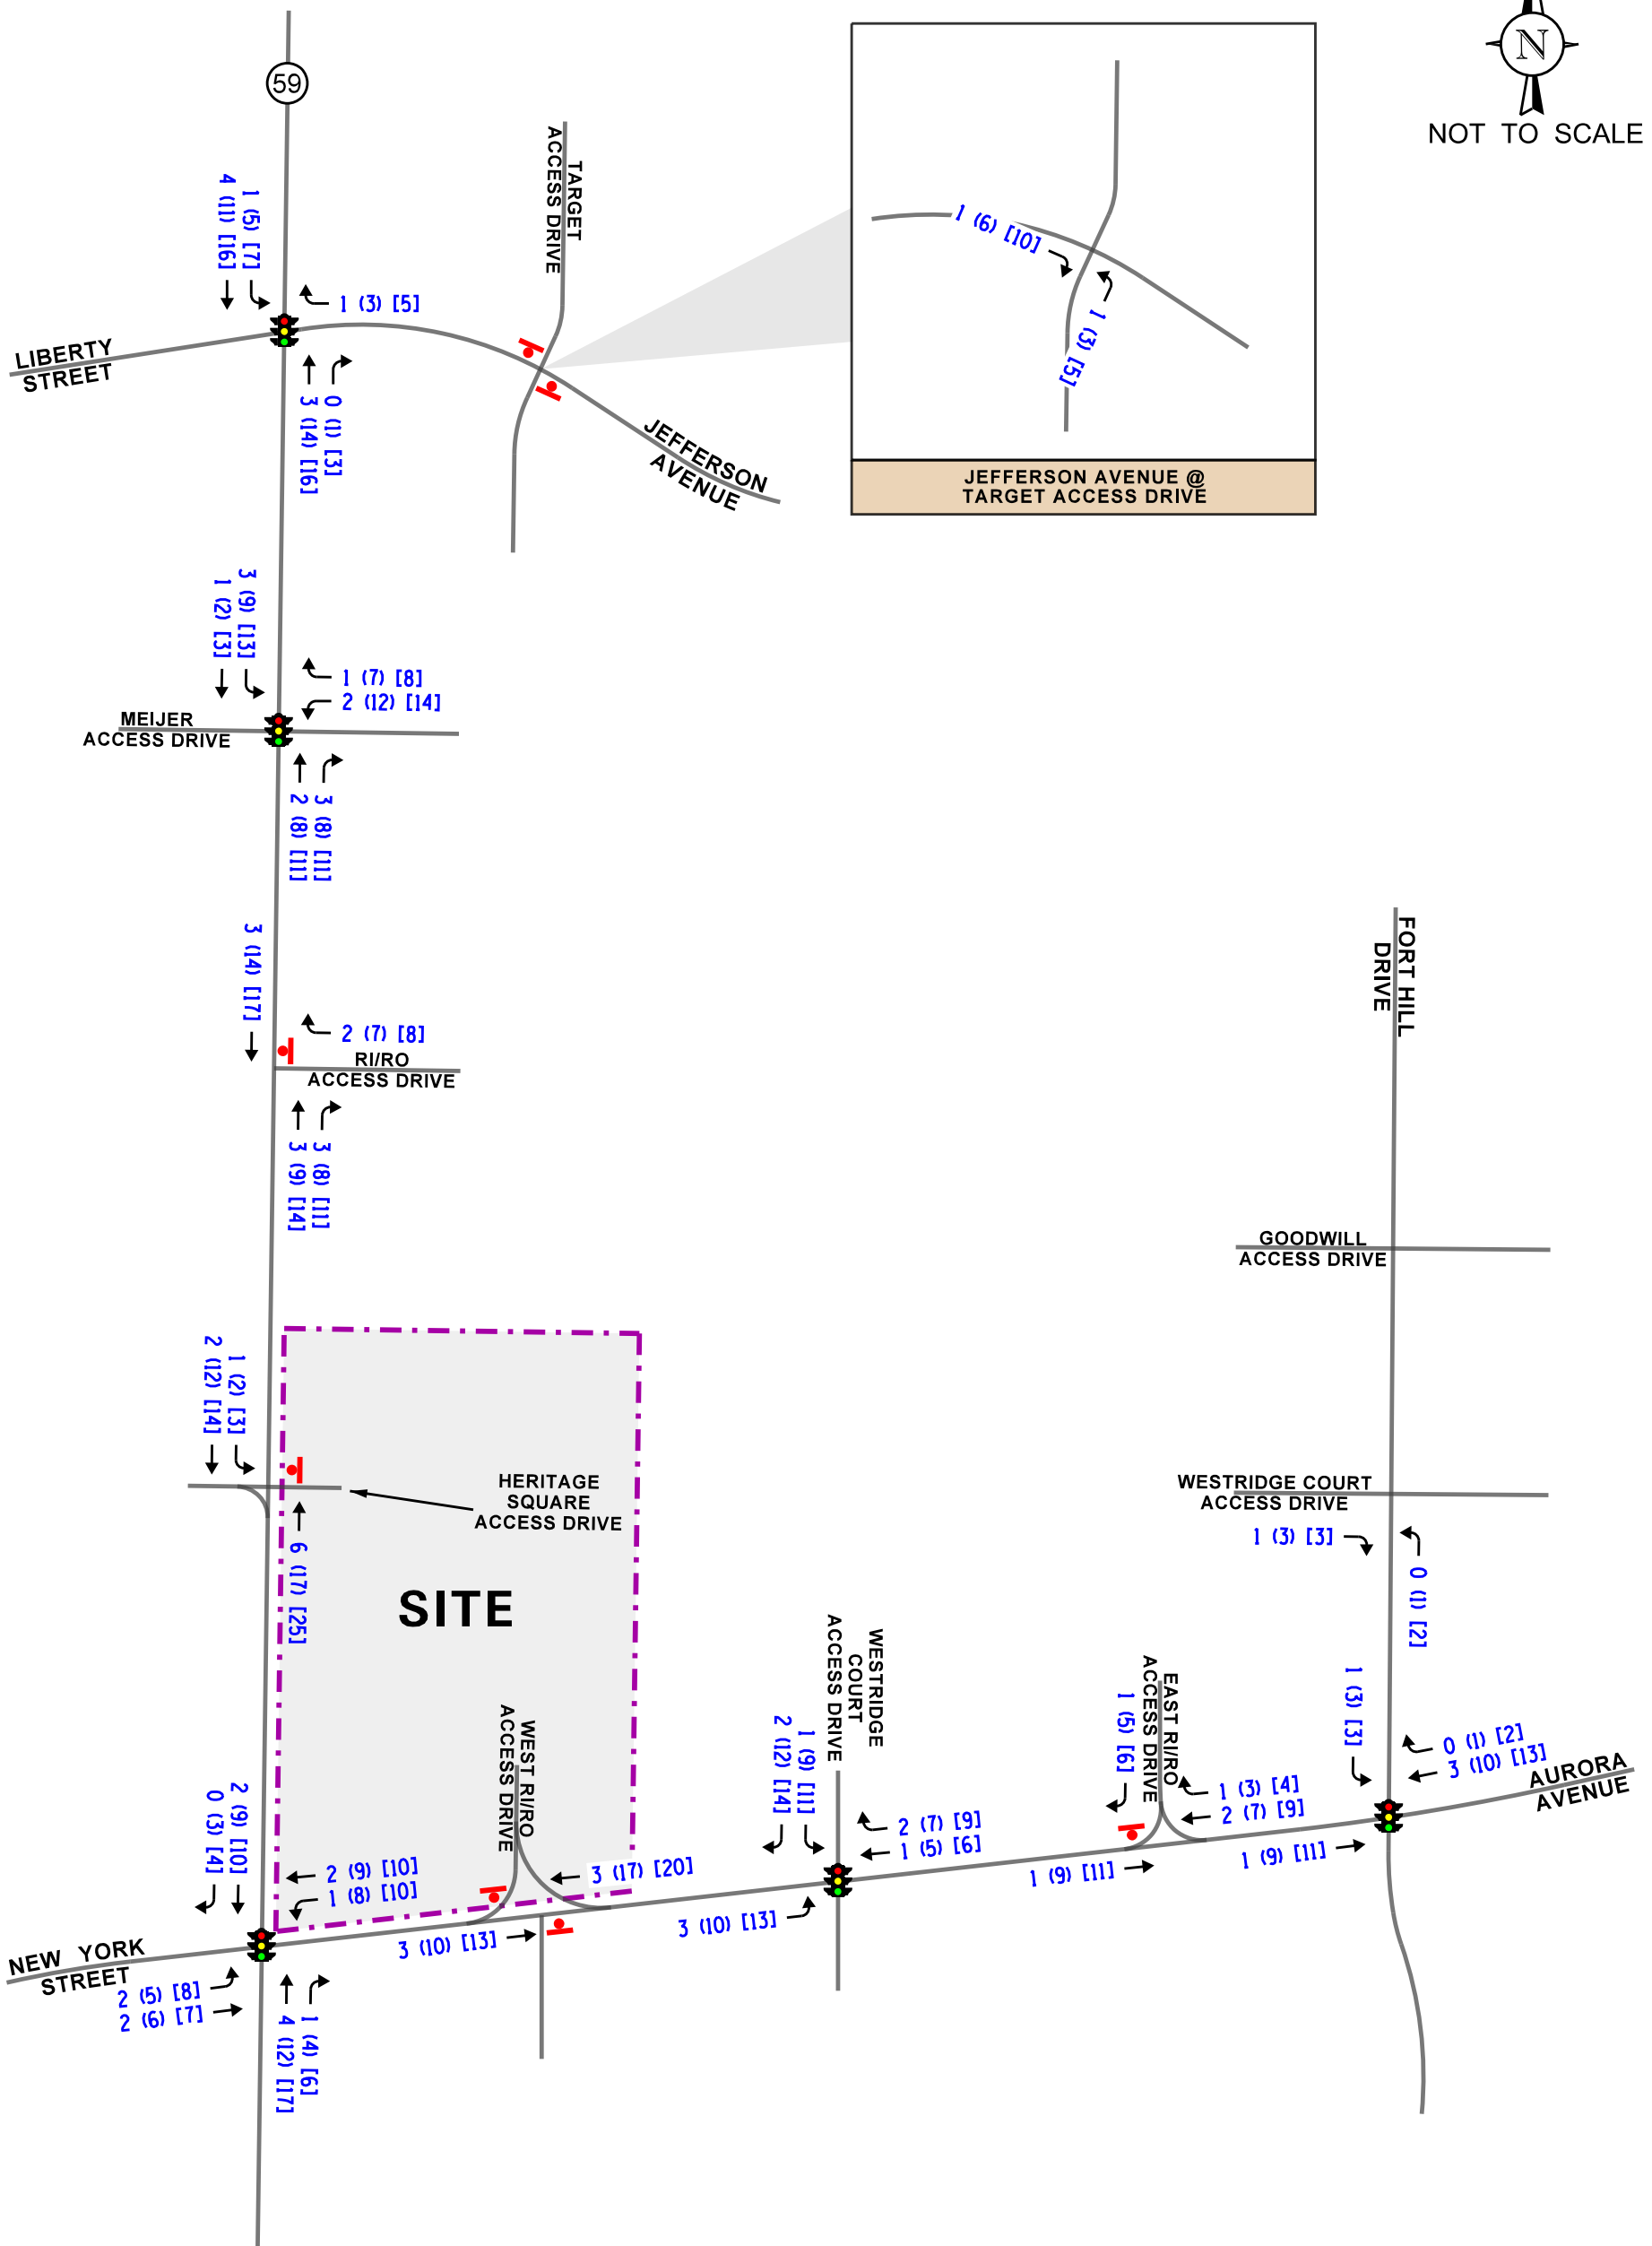 59
N
NOT TO SCALE
TARGET
ACCESS DRIVE
4 (11) [16]
1 (5) [7]
1 (3) [5]
LIBERTY
STREET
3 (14) [16]
0 (1) [3]
JEFFERSON
AVENUE
1 (6) [10]
1 (3) [5]
JEFFERSON AVENUE @
TARGET ACCESS DRIVE
1 (2) [3]
3 (9) [13]
1 (7) [8]
2 (12) [14]
MEIJER
ACCESS DRIVE
2 (8) [11]
3 (8) [11]
3 (14) [17]
2 (7) [8]
RI/RO
ACCESS DRIVE
3 (9) [14]
3 (8) [11]
FORT HILL
DRIVE
GOODWILL
ACCESS DRIVE
2 (12) [14]
1 (2) [3]
HERITAGE
SQUARE
ACCESS DRIVE
6 (17) [25]
SITE
WESTRIDGE COURT
ACCESS DRIVE
1 (3) [3]
0 (1) [2]
WESTRIDGE
COURT
ACCESS DRIVE
EAST RI/RO
ACCESS DRIVE
WEST RI/RO
ACCESS DRIVE
2 (12) [14]
1 (9) [11]
1 (5) [6]
1 (3) [3]
0 (1) [2]
3 (10) [13]
AURORA
AVENUE
0 (3) [4]
2 (9) [10]
2 (9) [10]
1 (8) [10]
3 (17) [20]
2 (7) [9]
1 (5) [6]
1 (3) [4]
2 (7) [9]
1 (9) [11]
1 (9) [11]
3 (10) [13]
3 (10) [13]
NEW YORK
STREET
2 (5) [8]
2 (6) [7]
4 (12) [17]
1 (4) [6]